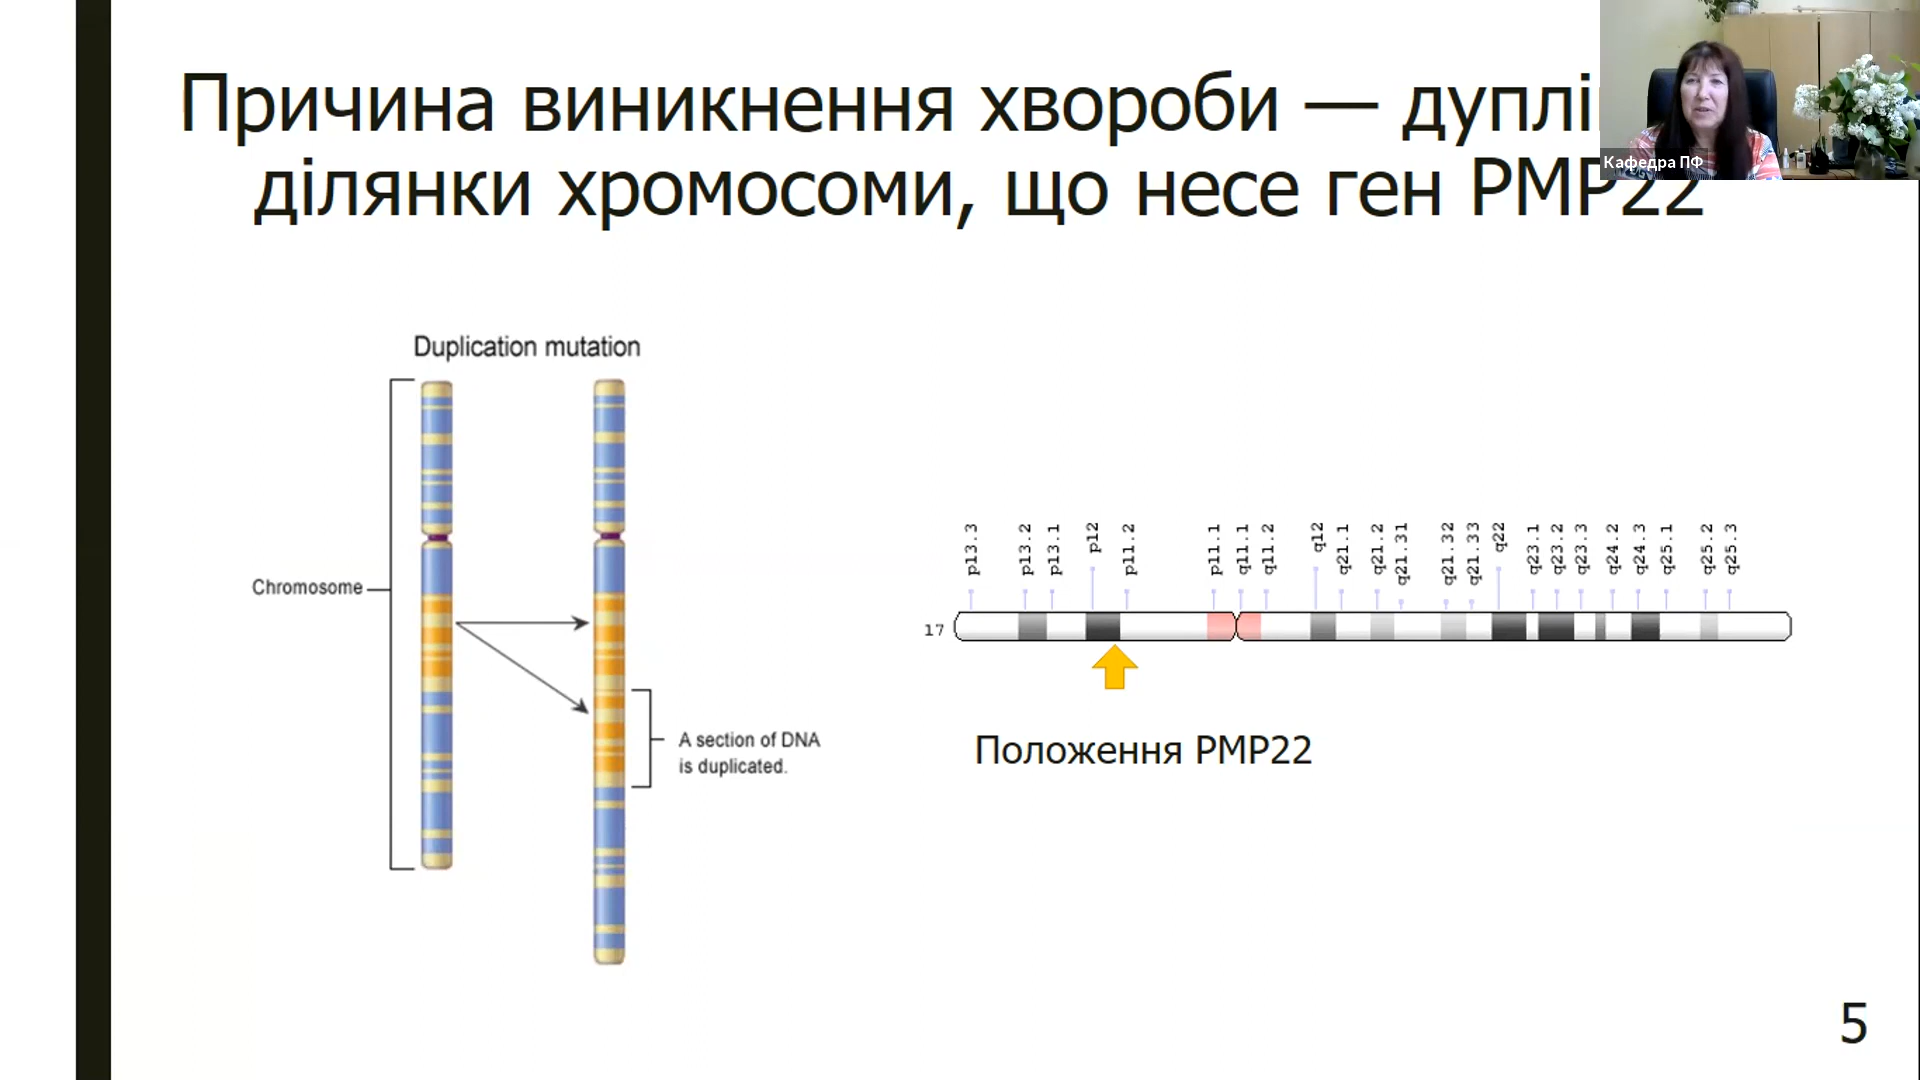 Причина виникнення хвороби —
ділянки хромосоми, що несе ген PMP22
Кафедра ПФ
Duplication mutation
Chromosome
A section of DNA
is duplicated.
p13.3 p13.2 p13.1 p12 p11.2 p11.1 q11.1 q11.2 q12 q21.1 q21.2 q21.31 q21.32 q21.33 q22 q23.1 q23.2 q23.3 q24.2 q24.3 q25.1 q25.2 q25.3
17
Положення PMP22
5